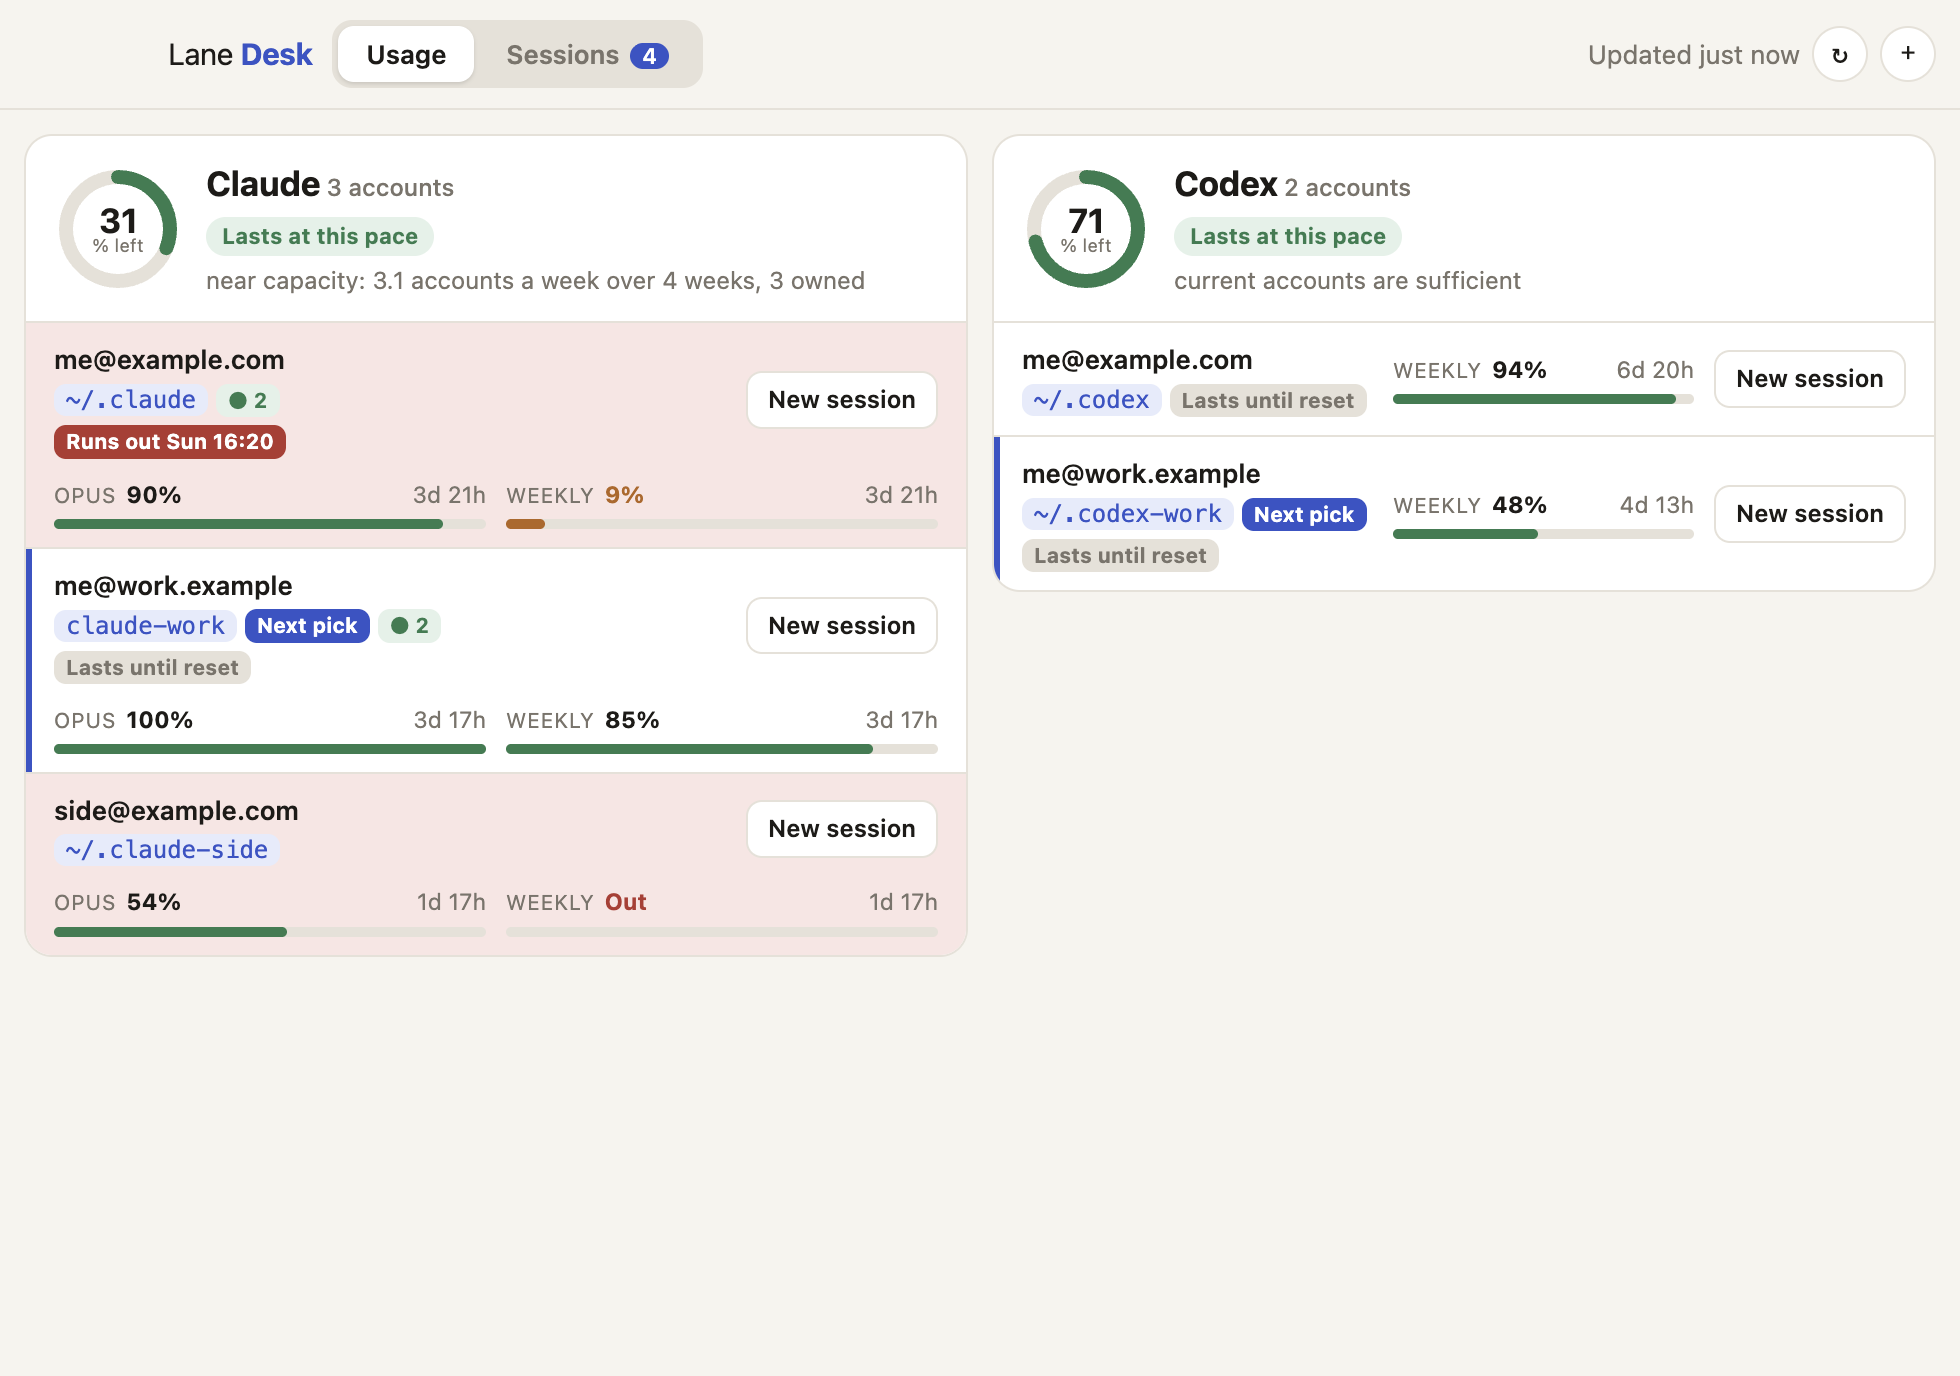 Lane Desk Usage Sessions 4 Updated just now ↻ +
31
% left
Claude 3 accounts
Lasts at this pace
near capacity: 3.1 accounts a week over 4 weeks, 3 owned
me@example.com
~/.claude ● 2
New session
Runs out Sun 16:20
OPUS 90% 3d 21h WEEKLY 9% 3d 21h
me@work.example
claude-work Next pick ● 2
New session
Lasts until reset
OPUS 100% 3d 17h WEEKLY 85% 3d 17h
side@example.com
New session
~/.claude-side
OPUS 54% 1d 17h WEEKLY Out 1d 17h
71
% left
Codex 2 accounts
Lasts at this pace
current accounts are sufficient
me@example.com
WEEKLY 94% 6d 20h New session
~/.codex Lasts until reset
me@work.example
WEEKLY 48% 4d 13h New session
~/.codex-work Next pick
Lasts until reset